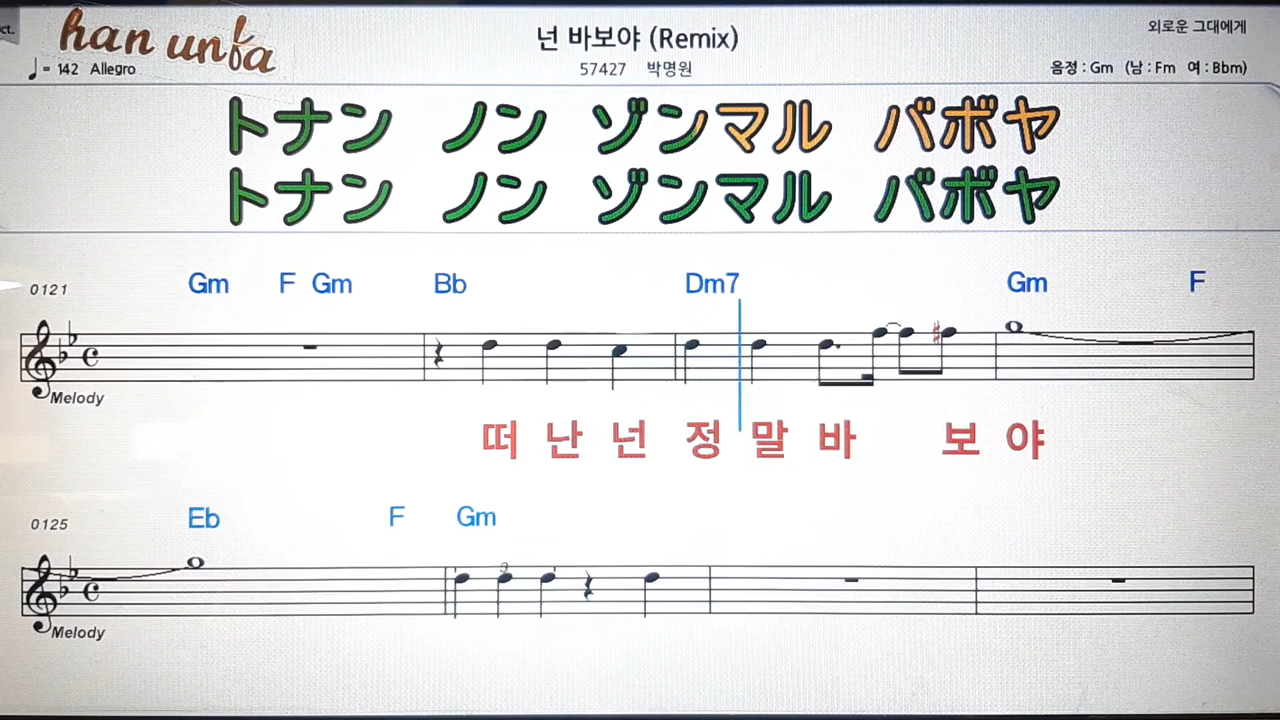 ct.
han unfa
넌 바보야 (Remix)
외로운 그대에게
♩= 142 Allegro
57427 박명원
음정 : Gm (남 : Fm 여 : Bbm)
トナン ノン ゾンマル バボヤ
トナン ノン ゾンマル バボヤ
Gm F Gm Bb Dm7 Gm F
0121
Melody
떠 난 넌 정 말 바 보 야
Eb F Gm
0125
3
Melody